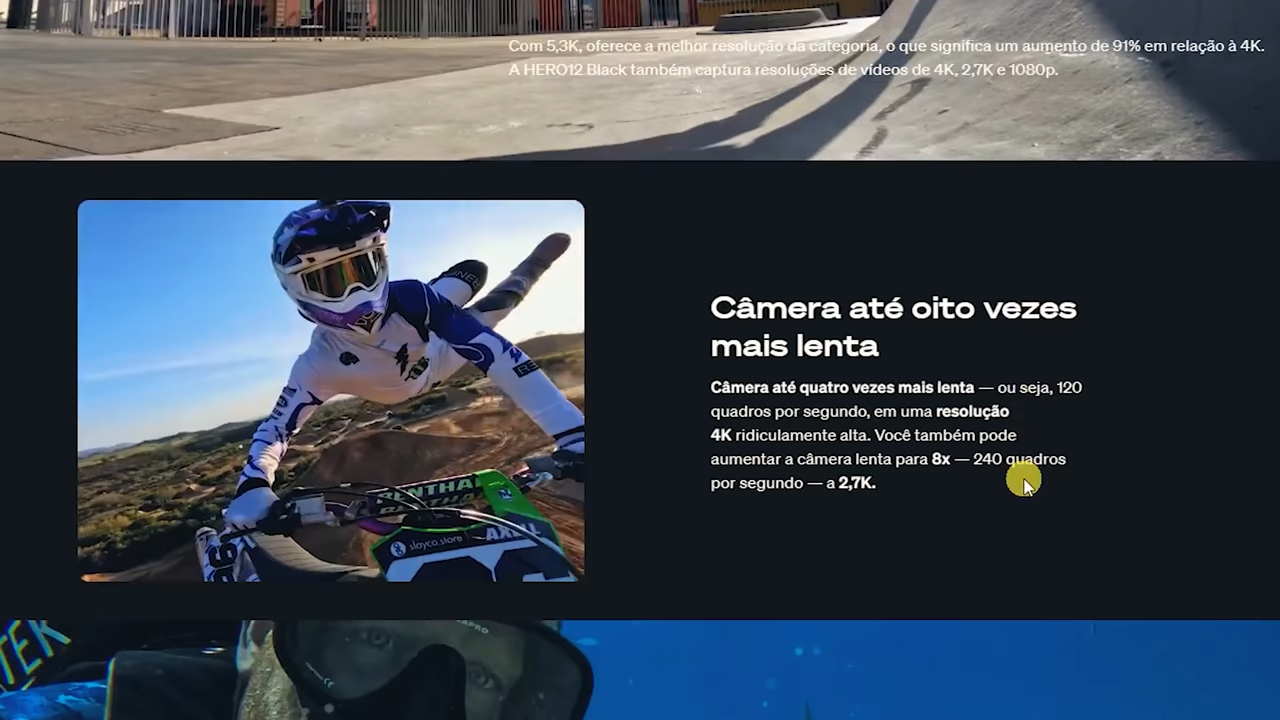 Com 5,3K, oferece a melhor resolução da categoria, o que significa um aumento de 91% em relação à 4K.
A HERO12 Black também captura resoluções de vídeos de 4K, 2,7K e 1080p.
Câmera até oito vezes
mais lenta
Câmera até quatro vezes mais lenta — ou seja, 120
quadros por segundo, em uma resolução
4K ridiculamente alta. Você também pode
aumentar a câmera lenta para 8x — 240 quadros
por segundo — a 2,7K.
RENTHAL
slayco.store